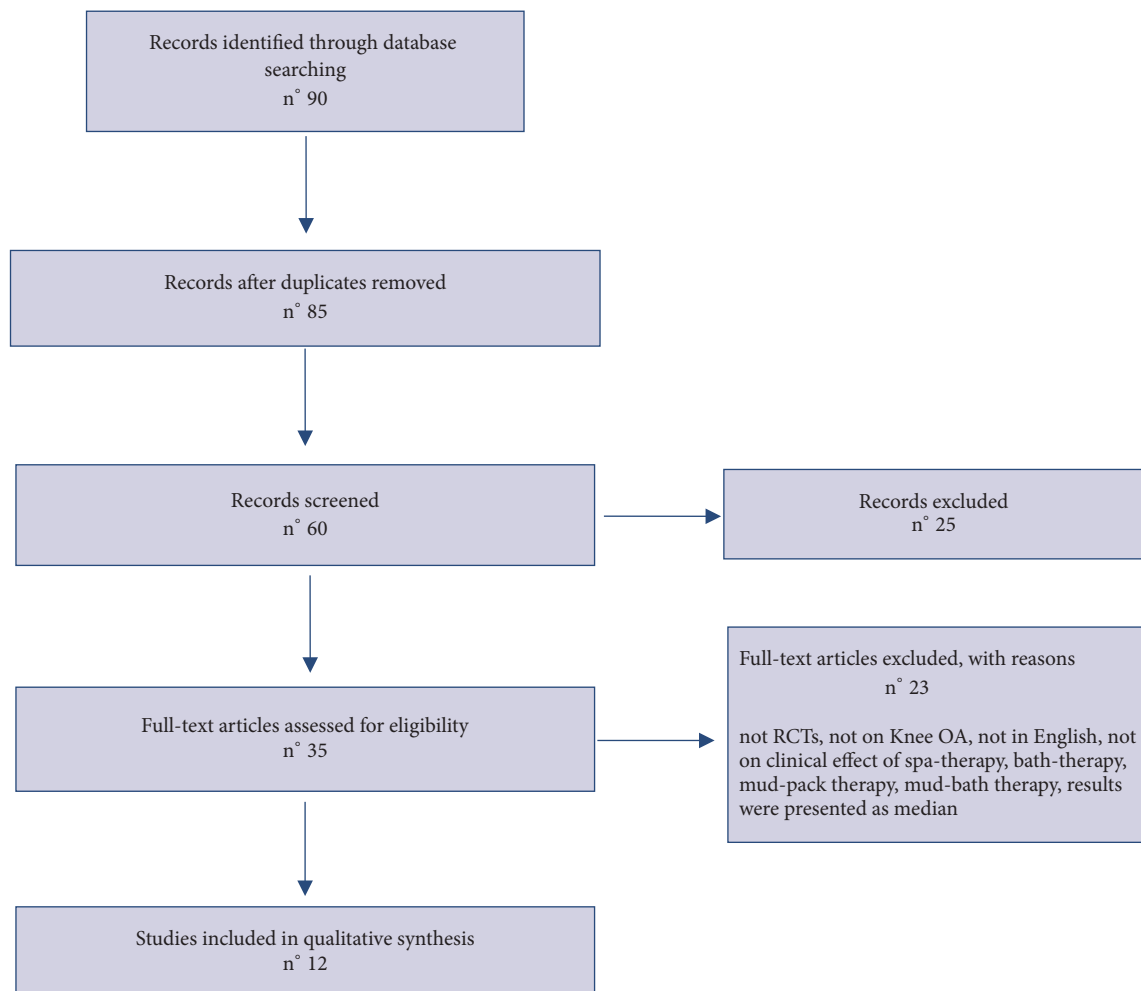 Records identified through database
searching
n° 90
Records after duplicates removed
n° 85
Records screened
n° 60
Records excluded
n° 25
Full-text articles assessed for eligibility
n° 35
Full-text articles excluded, with reasons
n° 23
not RCTs, not on Knee OA, not in English, not
on clinical effect of spa-therapy, bath-therapy,
mud-pack therapy, mud-bath therapy, results
were presented as median
Studies included in qualitative synthesis
n° 12